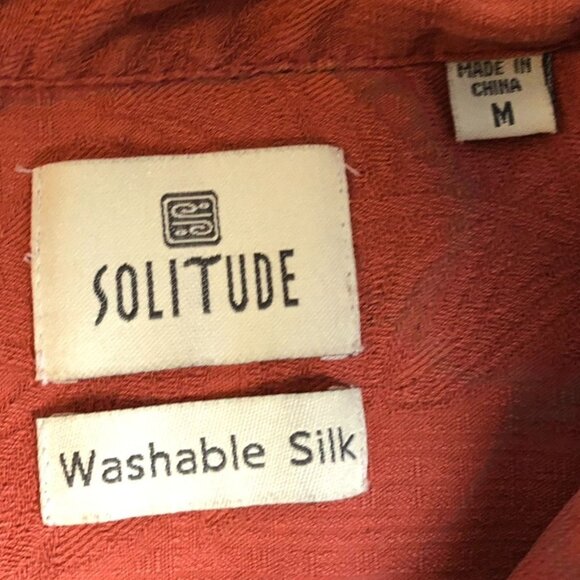 MADE IN
CHINA
M
SOLITUDE
Washable Silk